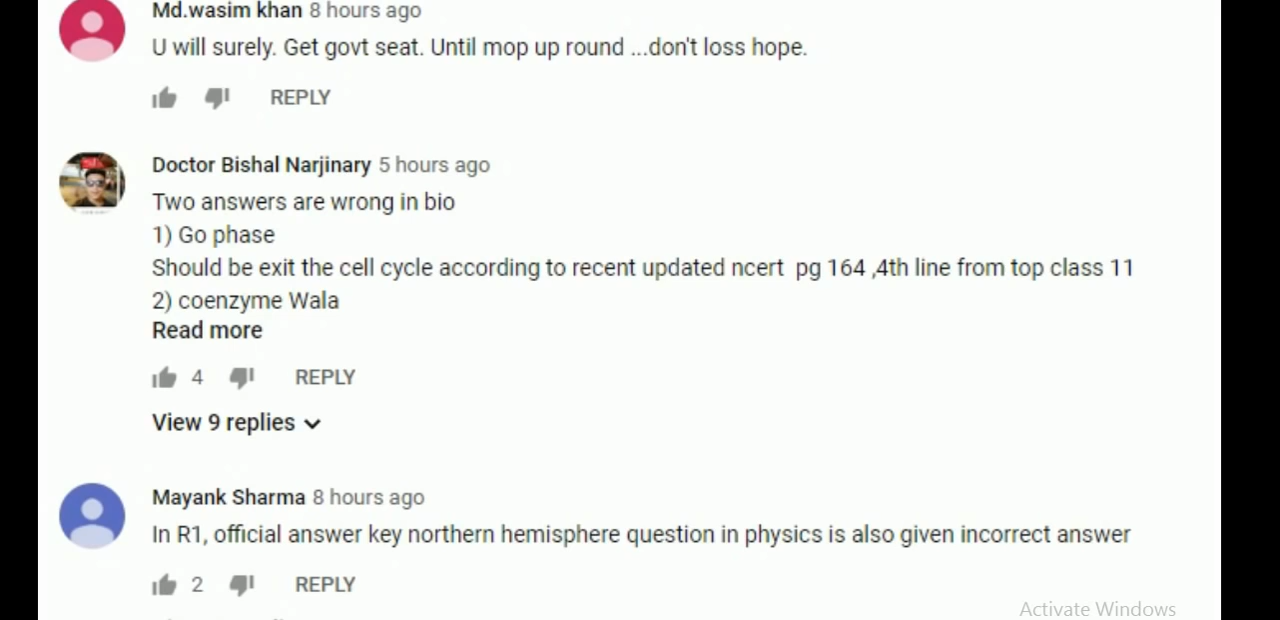 Md.wasim khan 8 hours ago
U will surely. Get govt seat. Until mop up round ...don't loss hope.
REPLY
Doctor Bishal Narjinary 5 hours ago
Two answers are wrong in bio
1) Go phase
Should be exit the cell cycle according to recent updated ncert pg 164 ,4th line from top class 11
2) coenzyme Wala
Read more
4 REPLY
View 9 replies
Mayank Sharma 8 hours ago
In R1, official answer key northern hemisphere question in physics is also given incorrect answer
2 REPLY
Activate Windows